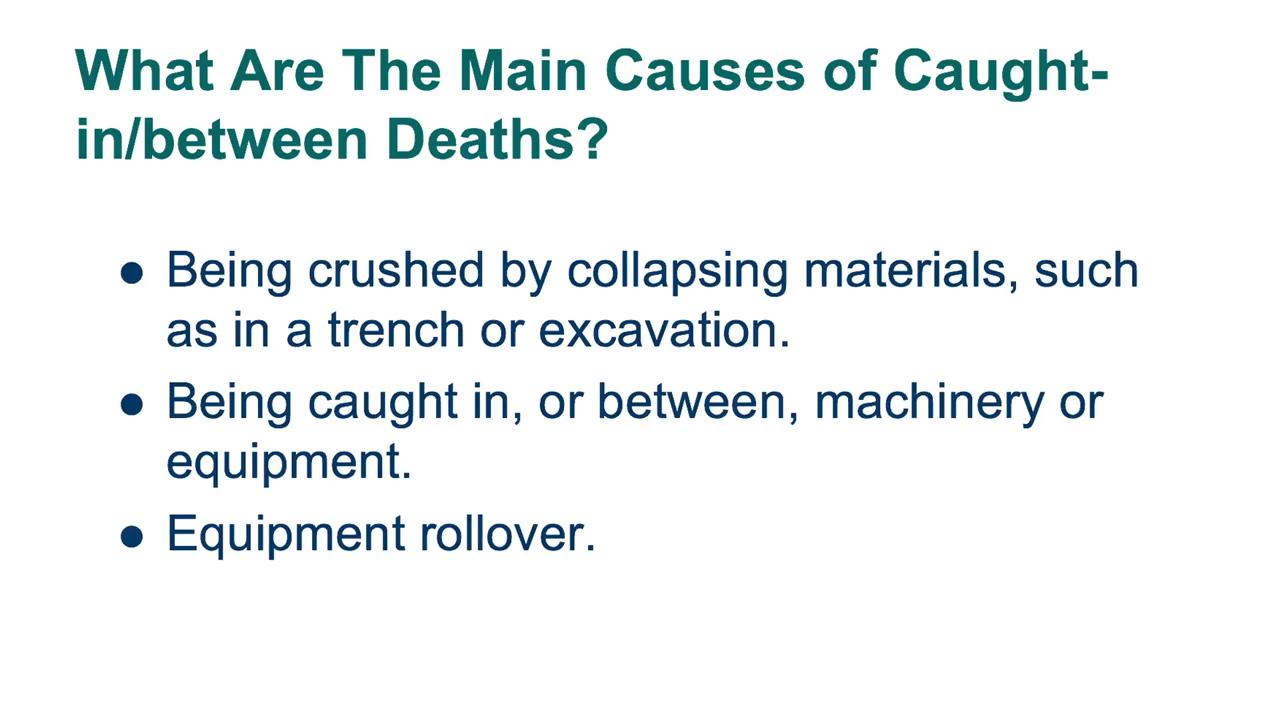 What Are The Main Causes of Caught-
in/between Deaths?
● Being crushed by collapsing materials, such
as in a trench or excavation.
● Being caught in, or between, machinery or
equipment.
● Equipment rollover.